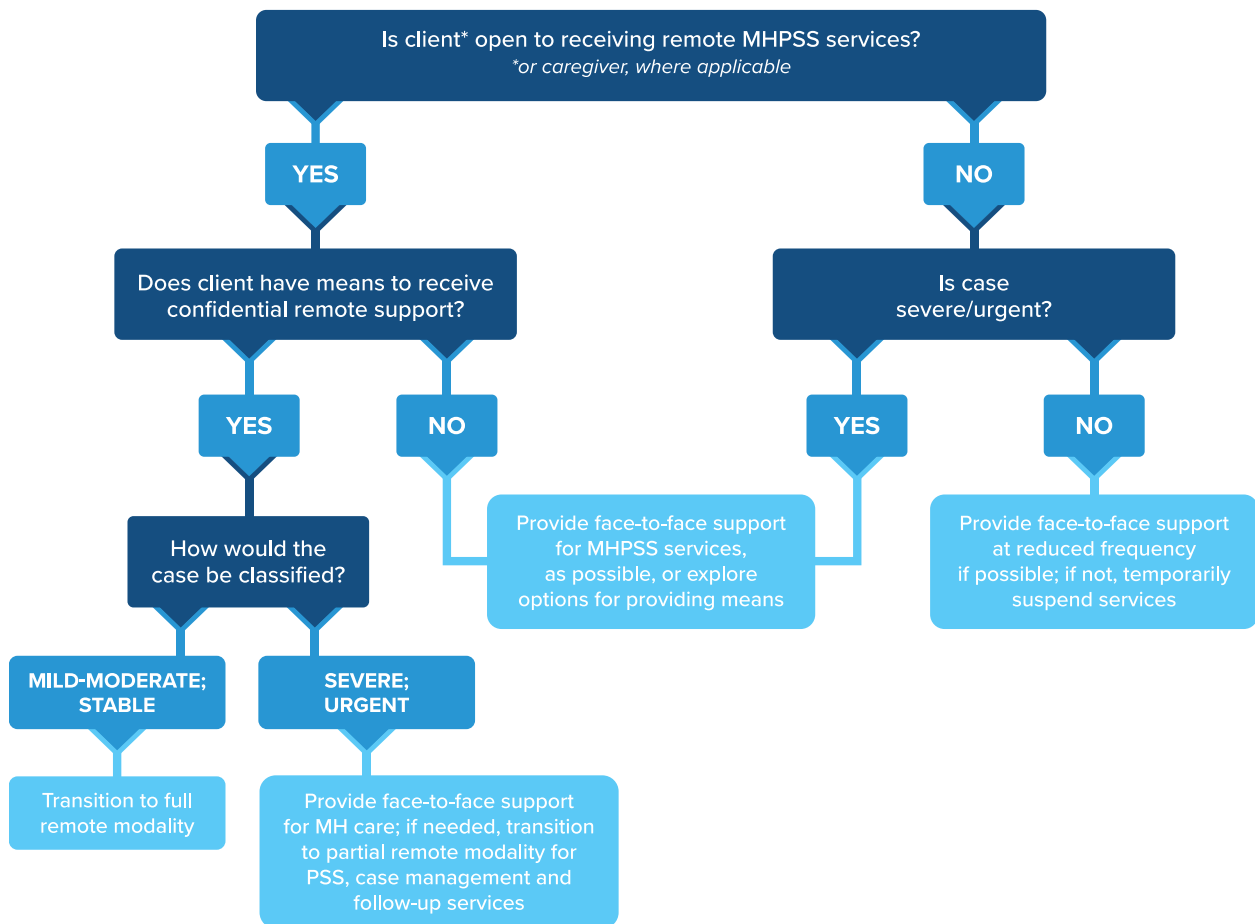 Is client* open to receiving remote MHPSS services?
*or caregiver, where applicable
YES
NO
Does client have means to receive
confidential remote support?
Is case
severe/urgent?
YES
NO
YES
NO
How would the
case be classified?
Provide face-to-face support
for MHPSS services,
as possible, or explore
options for providing means
Provide face-to-face support
at reduced frequency
if possible; if not, temporarily
suspend services
MILD-MODERATE;
STABLE
SEVERE;
URGENT
Transition to full
remote modality
Provide face-to-face support
for MH care; if needed, transition
to partial remote modality for
PSS, case management and
follow-up services